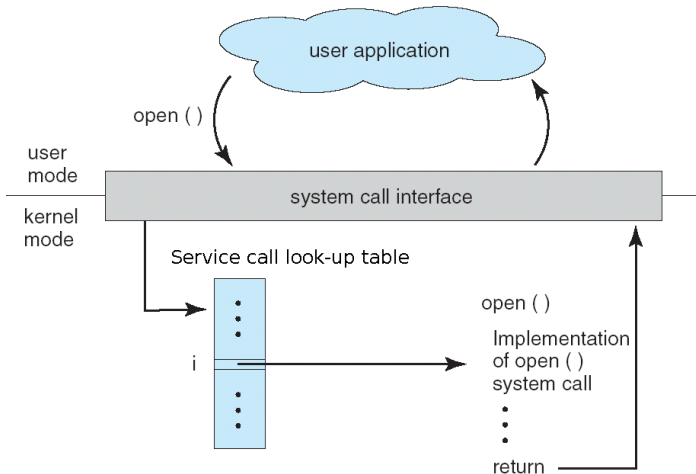 user application
open ( )
user
mode
system call interface
kernel
mode
Service call look-up table
open ( )
i
Implementation
of open ( )
system call
return